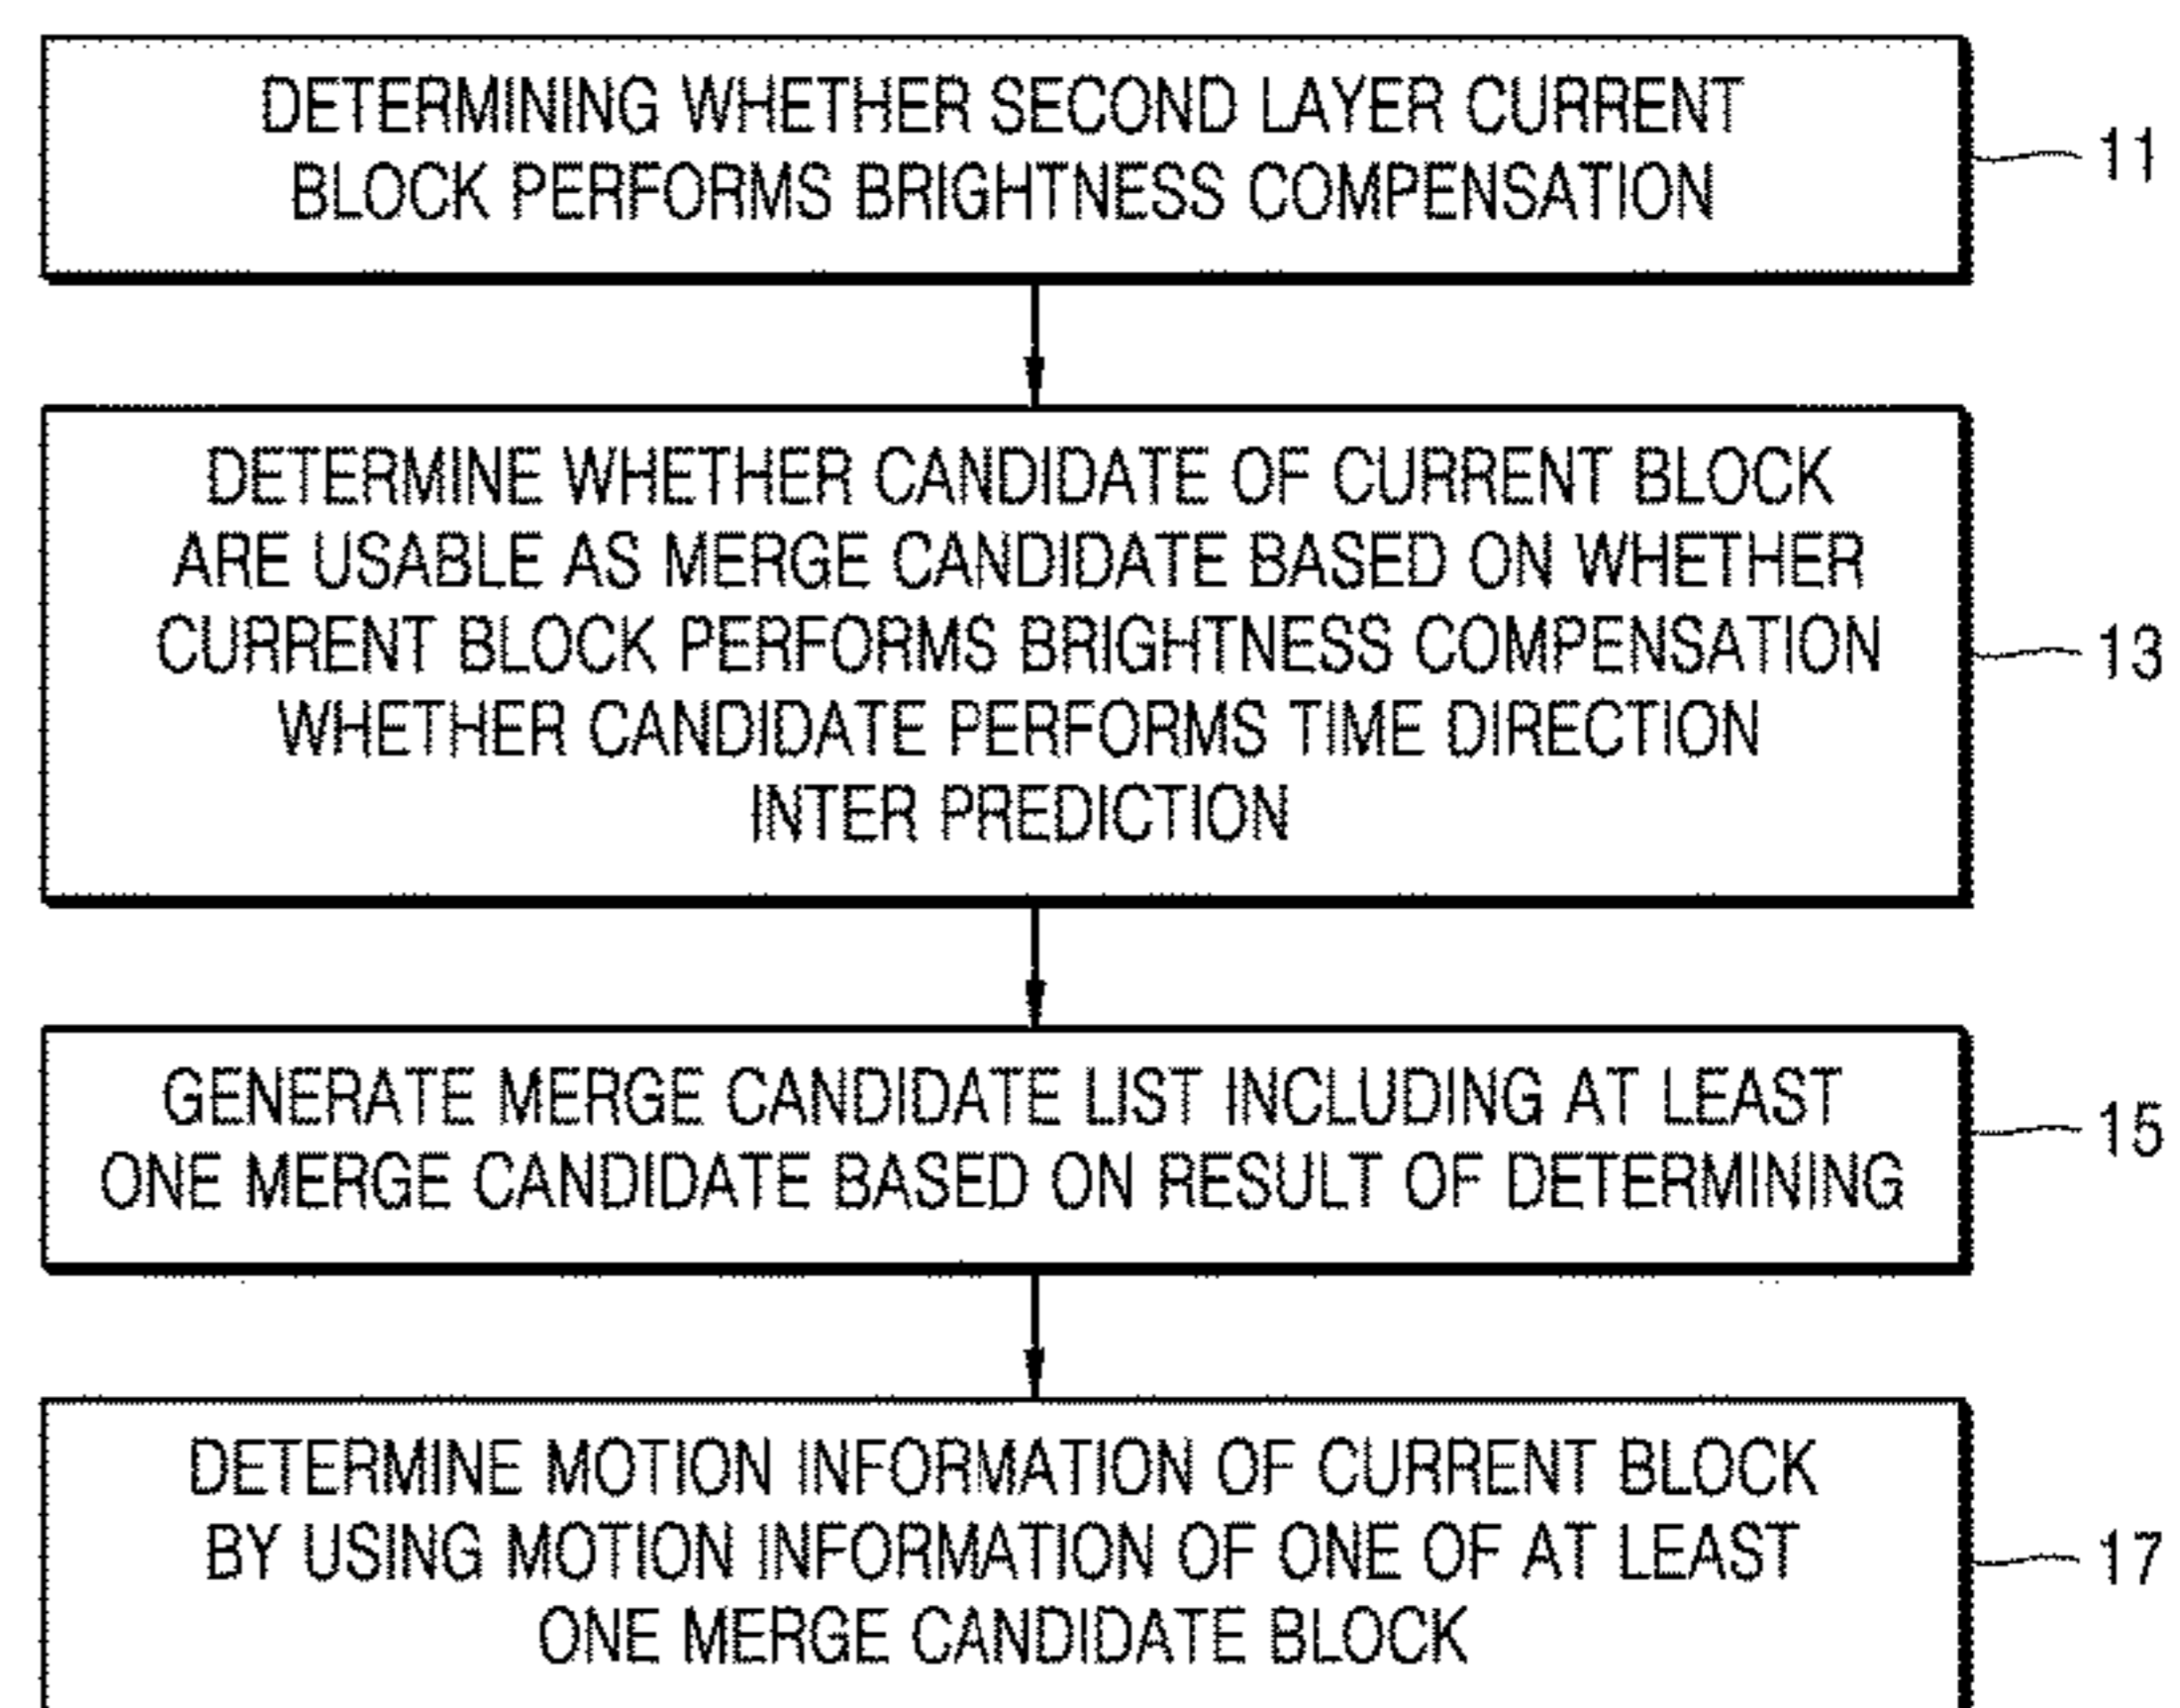 DETERMINING WHETHER SECOND LAYER CURRENT
BLOCK PERFORMS BRIGHTNESS COMPENSATION
11
DETERMINE WHETHER CANDIDATE OF CURRENT BLOCK
ARE USABLE AS MERGE CANDIDATE BASED ON WHETHER
CURRENT BLOCK PERFORMS BRIGHTNESS COMPENSATION
WHETHER CANDIDATE PERFORMS TIME DIRECTION
INTER PREDICTION
13
GENERATE MERGE CANDIDATE LIST INCLUDING AT LEAST
ONE MERGE CANDIDATE BASED ON RESULT OF DETERMINING
15
DETERMINE MOTION INFORMATION OF CURRENT BLOCK
BY USING MOTION INFORMATION OF ONE OF AT LEAST
ONE MERGE CANDIDATE BLOCK
17